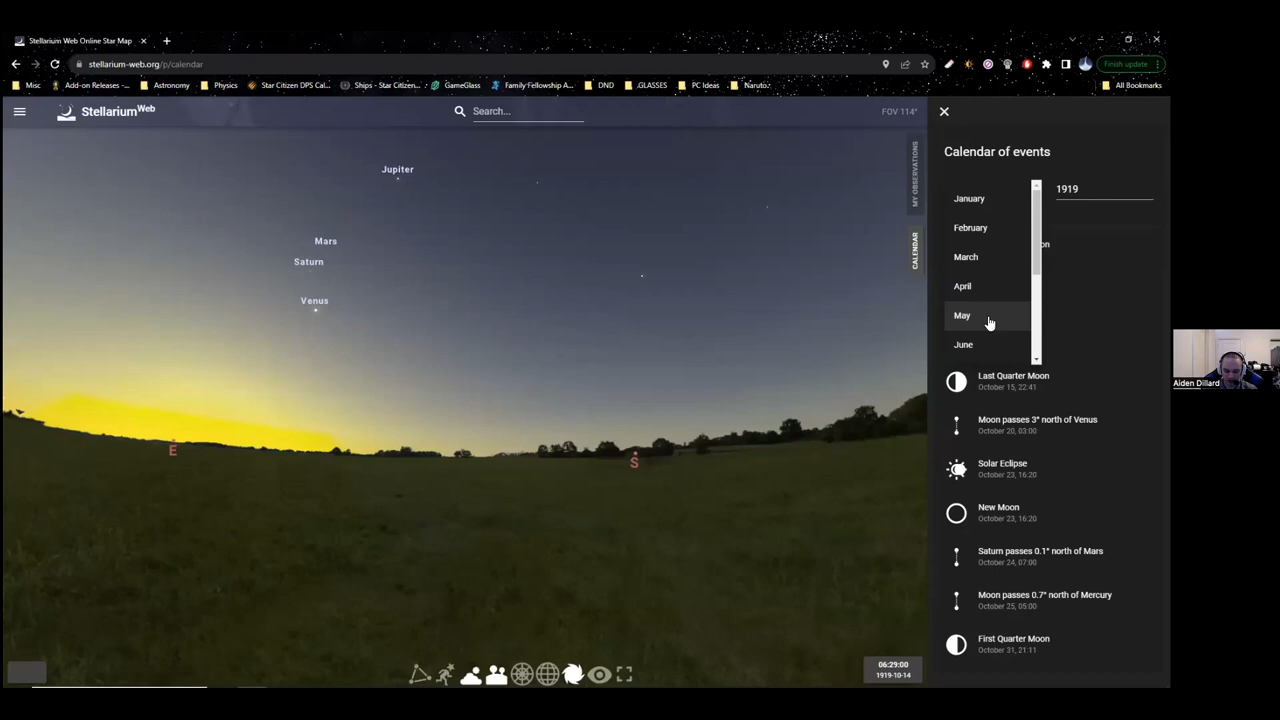 Stellarium Web Online Star Map
stellarium-web.org/p/calendar
Finish update
Misc
Add-on Releases -...
Astronomy
Physics
Star Citizen DPS Cal...
Ships - Star Citizen...
GameGlass
Family Fellowship A...
DND
.GLASSES
PC Ideas
Naruto.
All Bookmarks
StellariumWeb
Search...
FOV 114°
MY OBSERVATIONS
CALENDAR
Jupiter
Mars
Saturn
Venus
E
S
Calendar of events
1919
January
February
on
March
April
May
June
Last Quarter Moon
October 15, 22:41
Moon passes 3° north of Venus
October 20, 03:00
Solar Eclipse
October 23, 16:20
New Moon
October 23, 16:20
Saturn passes 0.1° north of Mars
October 24, 07:00
Moon passes 0.7° north of Mercury
October 25, 05:00
First Quarter Moon
October 31, 21:11
06:29:00
1919-10-14
Aiden Dillard